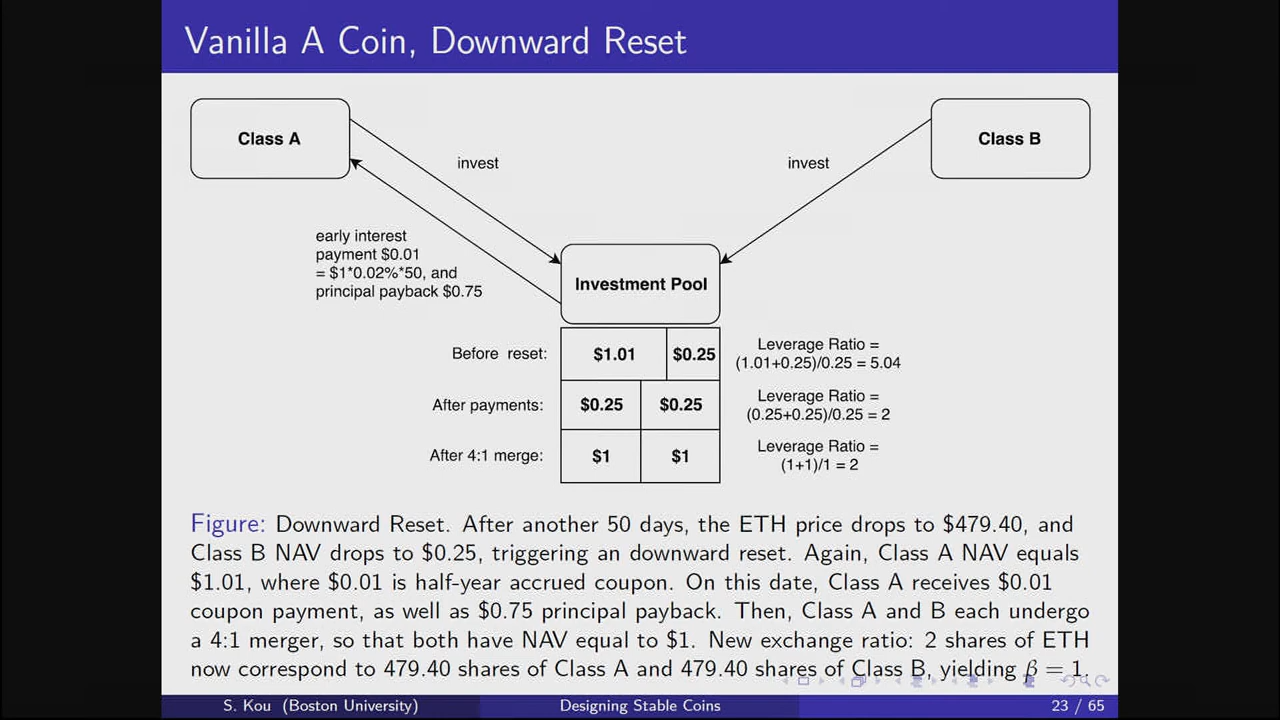 Vanilla A Coin, Downward Reset
Class A
Class B
invest
invest
early interest
payment $0.01
= $1*0.02%*50, and
principal payback $0.75
Investment Pool
Before reset:
$1.01
$0.25
Leverage Ratio =
(1.01+0.25)/0.25 = 5.04
After payments:
$0.25
$0.25
Leverage Ratio =
(0.25+0.25)/0.25 = 2
After 4:1 merge:
$1
$1
Leverage Ratio =
(1+1)/1 = 2
Figure: Downward Reset. After another 50 days, the ETH price drops to $479.40, and
Class B NAV drops to $0.25, triggering an downward reset. Again, Class A NAV equals
$1.01, where $0.01 is half-year accrued coupon. On this date, Class A receives $0.01
coupon payment, as well as $0.75 principal payback. Then, Class A and B each undergo
a 4:1 merger, so that both have NAV equal to $1. New exchange ratio: 2 shares of ETH
now correspond to 479.40 shares of Class A and 479.40 shares of Class B, yielding β = 1.
S. Kou (Boston University)
Designing Stable Coins
23 / 65